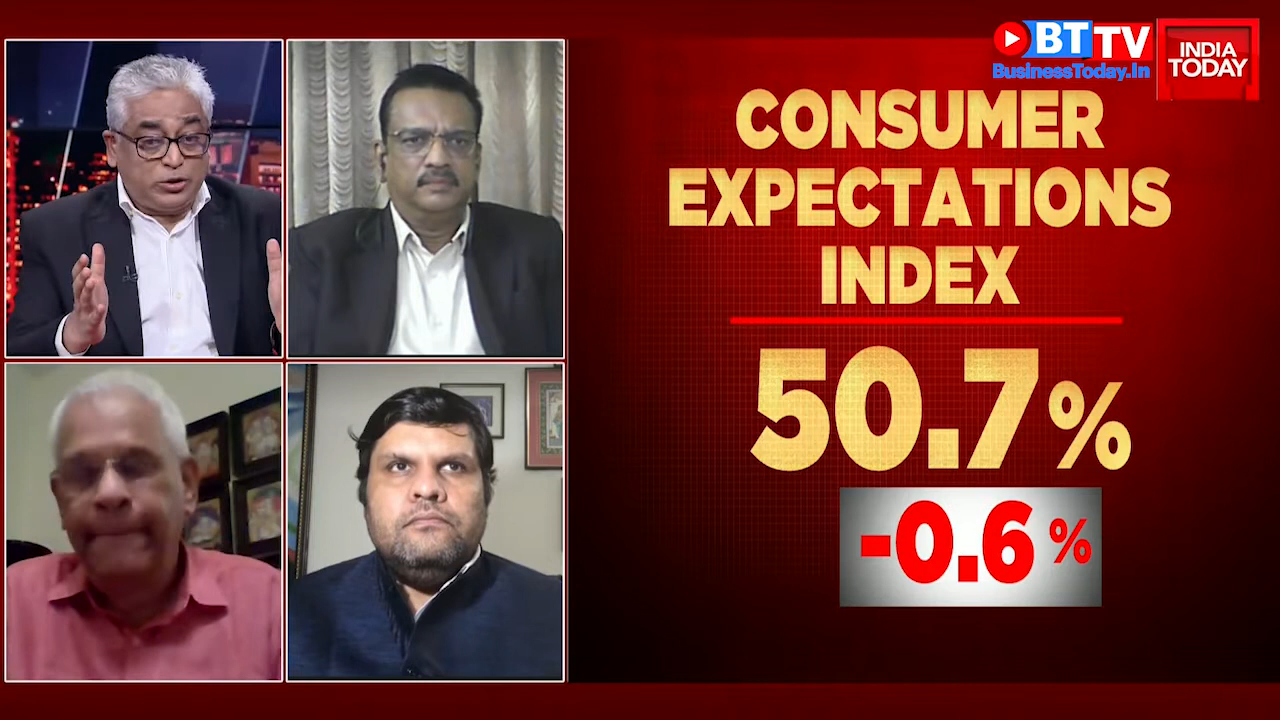 BTTV
BusinessToday.In
INDIA
TODAY
CONSUMER
EXPECTATIONS
INDEX
50.7%
-0.6 %